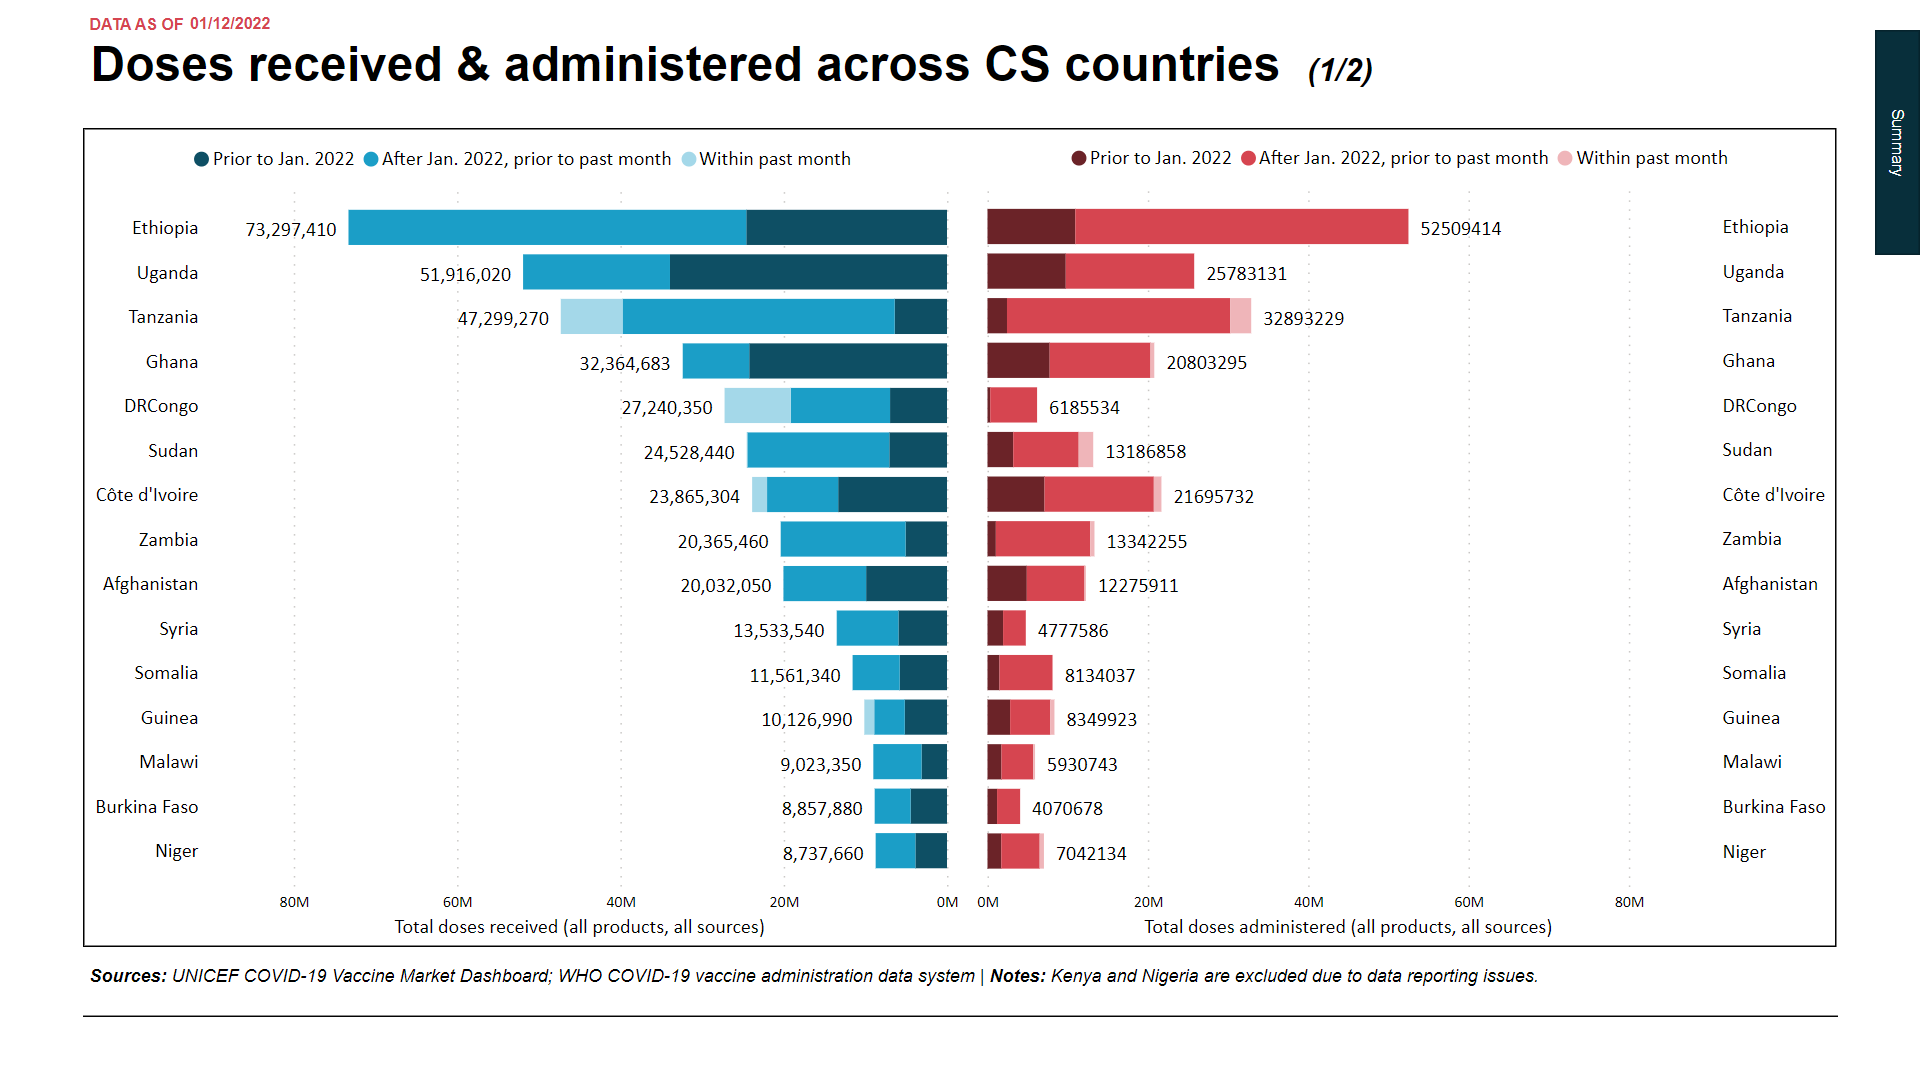 DATA AS OF 01/12/2022
Doses received & administered across CS countries (1/2)
Summary
Prior to Jan. 2022 After Jan. 2022, prior to past month Within past month
Prior to Jan. 2022 After Jan. 2022, prior to past month Within past month
Ethiopia 73,297,410 52509414 Ethiopia
Uganda 51,916,020 25783131 Uganda
Tanzania 47,299,270 32893229 Tanzania
Ghana 32,364,683 20803295 Ghana
DRCongo 27,240,350 6185534 DRCongo
Sudan 24,528,440 13186858 Sudan
Côte d'Ivoire 23,865,304 21695732 Côte d'Ivoire
Zambia 20,365,460 13342255 Zambia
Afghanistan 20,032,050 12275911 Afghanistan
Syria 13,533,540 4777586 Syria
Somalia 11,561,340 8134037 Somalia
Guinea 10,126,990 8349923 Guinea
Malawi 9,023,350 5930743 Malawi
Burkina Faso 8,857,880 4070678 Burkina Faso
Niger 8,737,660 7042134 Niger
80M 60M 40M 20M 0M 0M 20M 40M 60M 80M
Total doses received (all products, all sources)
Total doses administered (all products, all sources)
Sources: UNICEF COVID-19 Vaccine Market Dashboard; WHO COVID-19 vaccine administration data system | Notes: Kenya and Nigeria are excluded due to data reporting issues.